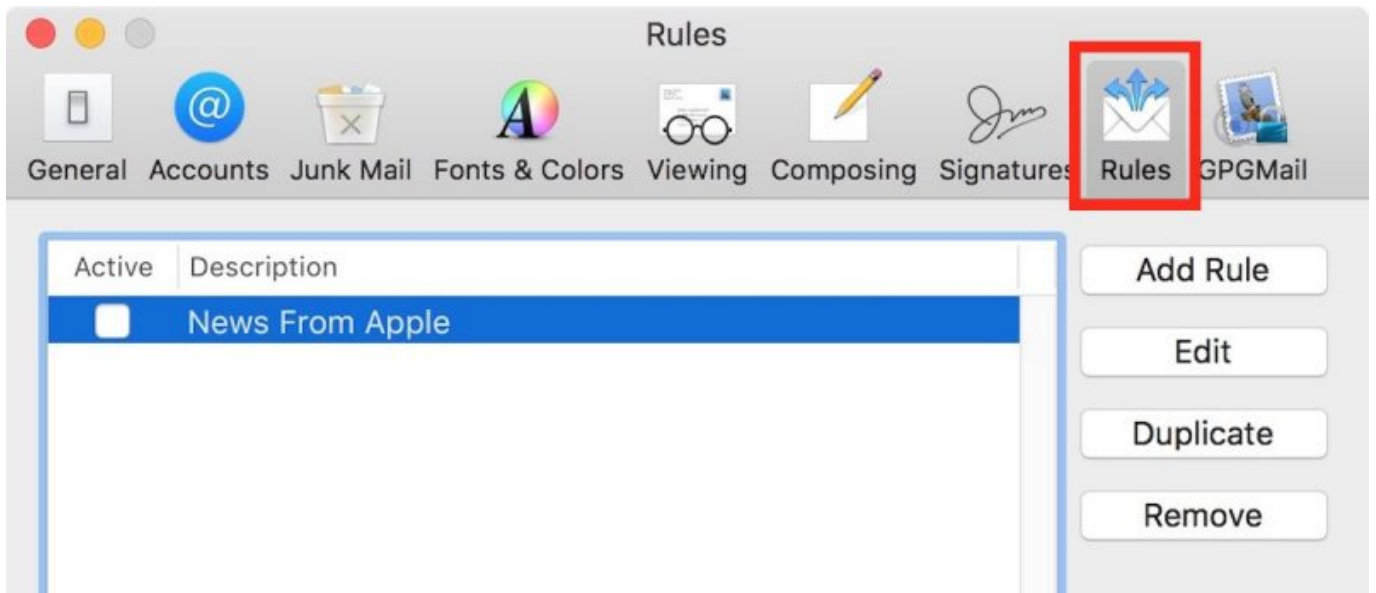 Rules
General Accounts Junk Mail Fonts & Colors Viewing Composing Signatures Rules GPGMail
Active Description
News From Apple
Add Rule
Edit
Duplicate
Remove